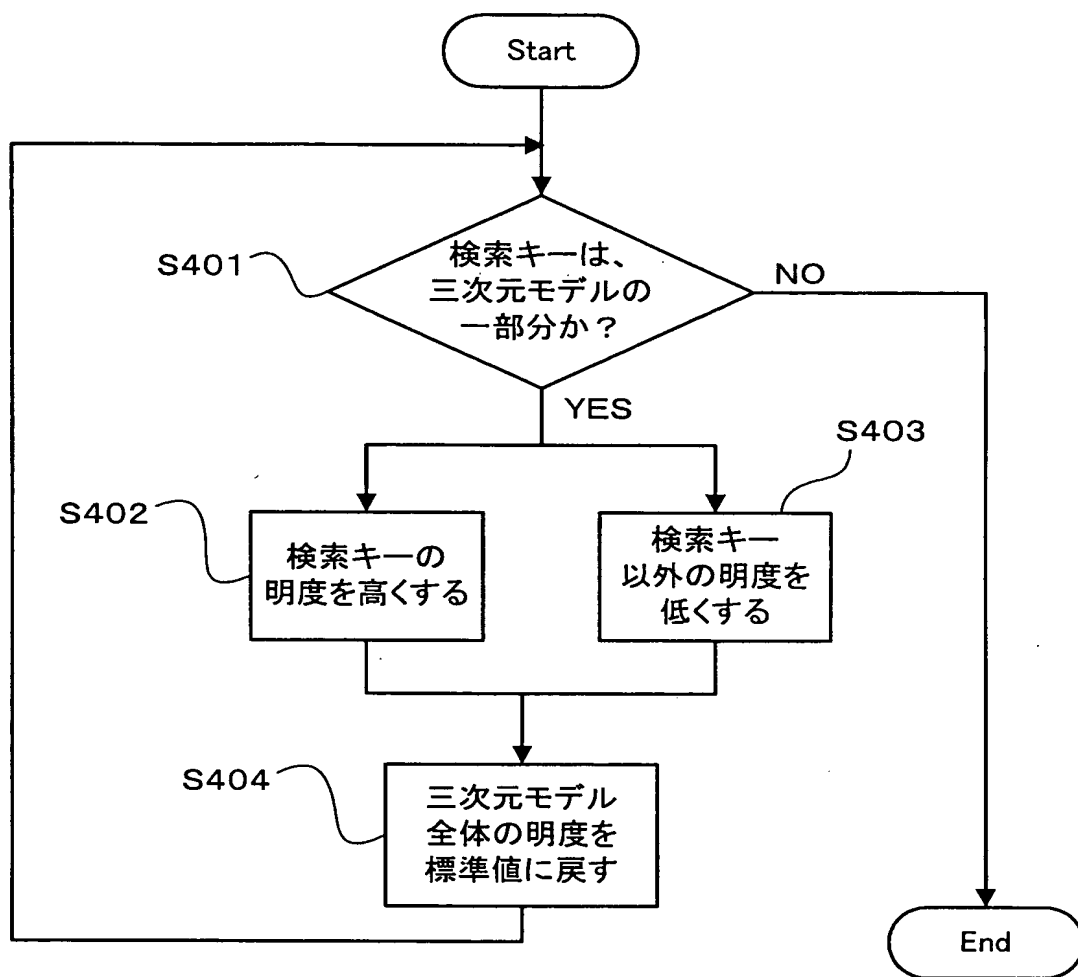 Start
S401
検索キーは、
三次元モデルの
一部分か？
NO
YES
S403
S402
検索キーの
明度を高くする
検索キー
以外の明度を
低くする
S404
三次元モデル
全体の明度を
標準値に戻す
End